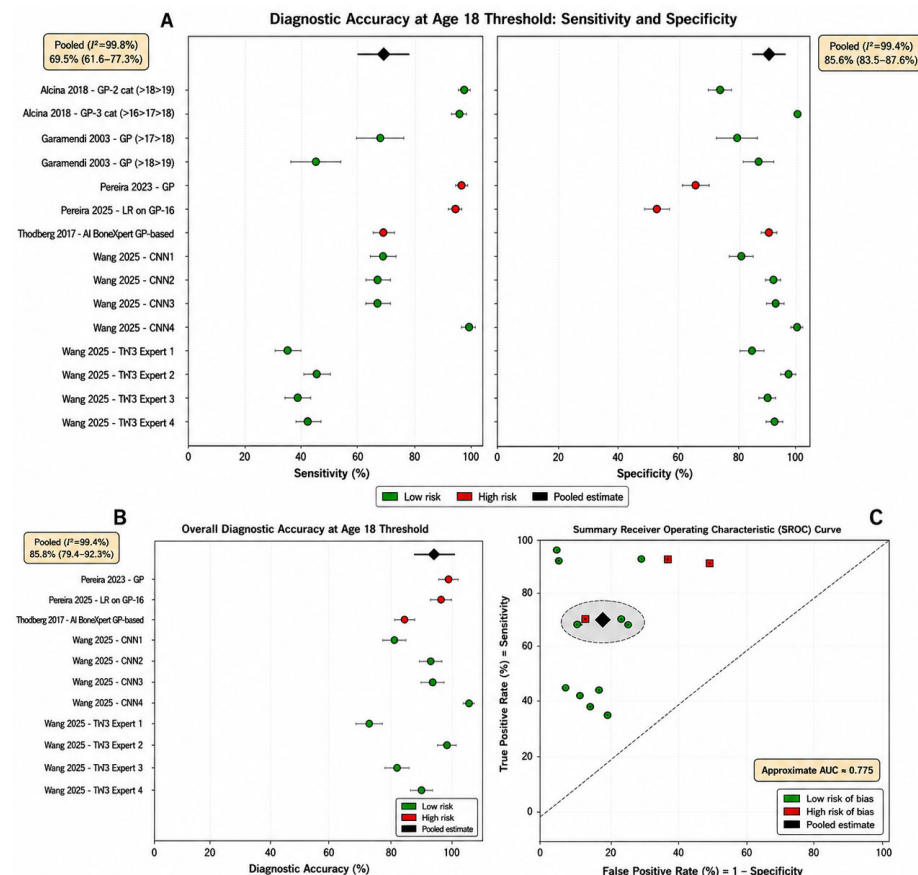 Diagnostic Accuracy at Age 18 Threshold: Sensitivity and Specificity
A
Pooled (I²=99.8%)
69.5% (61.6–77.3%)
Pooled (I²=99.4%)
85.6% (83.5–87.6%)
Alcina 2018 - GP-2 cat (>18>19)
Alcina 2018 - GP-3 cat (>16>17>18)
Garamendi 2003 - GP (>17>18)
Garamendi 2003 - GP (>18>19)
Pereira 2023 - GP
Pereira 2025 - LR on GP-16
Thodberg 2017 - AI BoneXpert GP-based
Wang 2025 - CNN1
Wang 2025 - CNN2
Wang 2025 - CNN3
Wang 2025 - CNN4
Wang 2025 - TW3 Expert 1
Wang 2025 - TW3 Expert 2
Wang 2025 - TW3 Expert 3
Wang 2025 - TW3 Expert 4
0 20 40 60 80 100
Sensitivity (%)
0 20 40 60 80 100
Specificity (%)
Low risk High risk Pooled estimate
B
Overall Diagnostic Accuracy at Age 18 Threshold
Pooled (I²=99.4%)
85.8% (79.4–92.3%)
Pereira 2023 - GP
Pereira 2025 - LR on GP-16
Thodberg 2017 - AI BoneXpert GP-based
Wang 2025 - CNN1
Wang 2025 - CNN2
Wang 2025 - CNN3
Wang 2025 - CNN4
Wang 2025 - TW3 Expert 1
Wang 2025 - TW3 Expert 2
Wang 2025 - TW3 Expert 3
Wang 2025 - TW3 Expert 4
Low risk
High risk
Pooled estimate
0 20 40 60 80 100
Diagnostic Accuracy (%)
C
Summary Receiver Operating Characteristic (SROC) Curve
True Positive Rate (%) = Sensitivity
100
80
60
40
20
0
Approximate AUC ≈ 0.775
Low risk of bias
High risk of bias
Pooled estimate
0 20 40 60 80 100
False Positive Rate (%) = 1 – Specificity